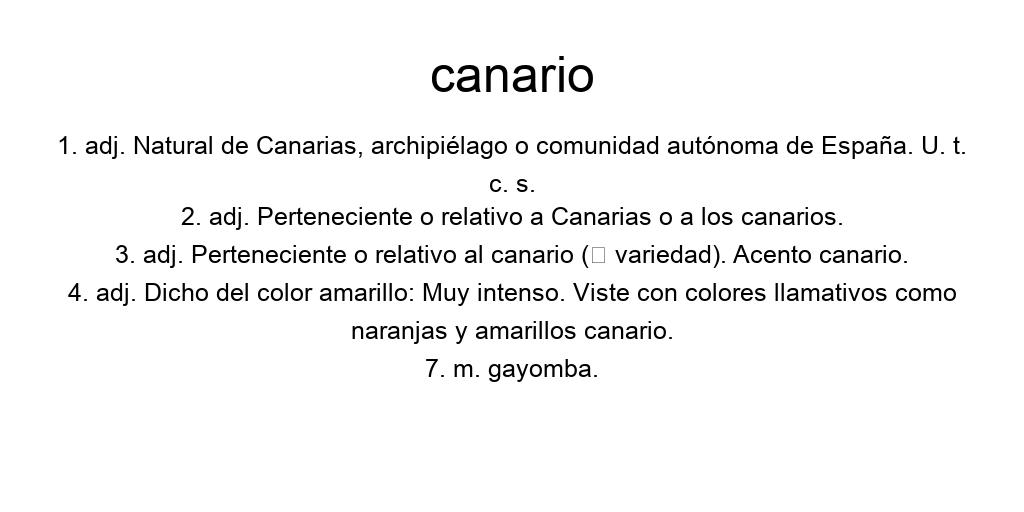 canario
1. adj. Natural de Canarias, archipiélago o comunidad autónoma de España. U. t.
c. s.
2. adj. Perteneciente o relativo a Canarias o a los canarios.
3. adj. Perteneciente o relativo al canario (□ variedad). Acento canario.
4. adj. Dicho del color amarillo: Muy intenso. Viste con colores llamativos como
naranjas y amarillos canario.
7. m. gayomba.